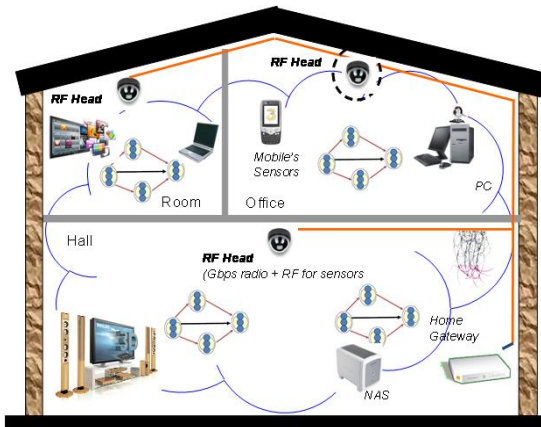 RF Head
RF Head
3
Mobile's
Sensors
PC
Room
Office
Hall
RF Head
(Gbps radio + RF for sensors
Home
Gateway
NAS